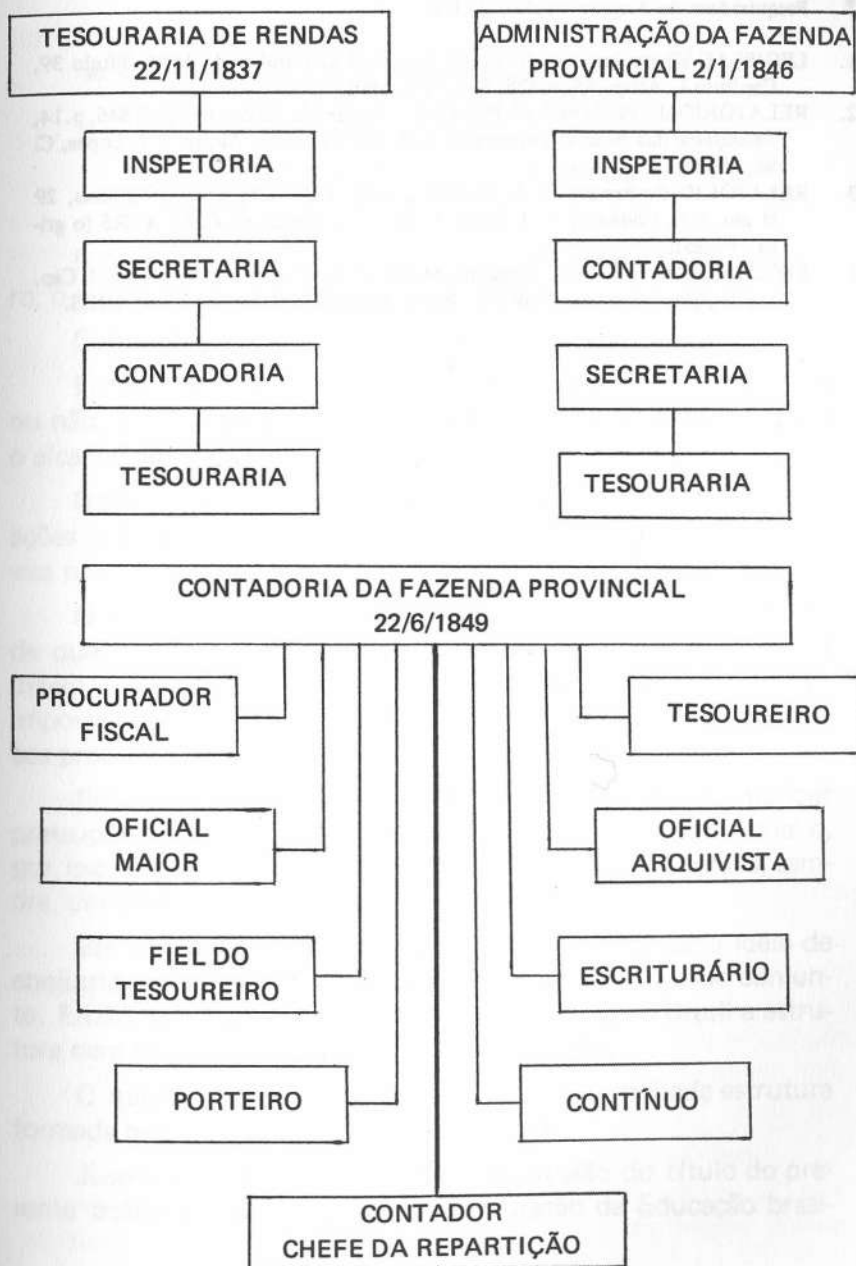 TESOURARIA DE RENDAS
22/11/1837
INSPETORIA
SECRETARIA
CONTADORIA
TESOURARIA
ADMINISTRAÇÃO DA FAZENDA
PROVINCIAL 2/1/1846
INSPETORIA
CONTADORIA
SECRETARIA
TESOURARIA
CONTADORIA DA FAZENDA PROVINCIAL
22/6/1849
PROCURADOR
FISCAL
TESOUREIRO
OFICIAL
MAIOR
OFICIAL
ARQUIVISTA
FIEL DO
TESOUREIRO
ESCRITURÁRIO
PORTEIRO
CONTÍNUO
CONTADOR
CHEFE DA REPARTIÇÃO